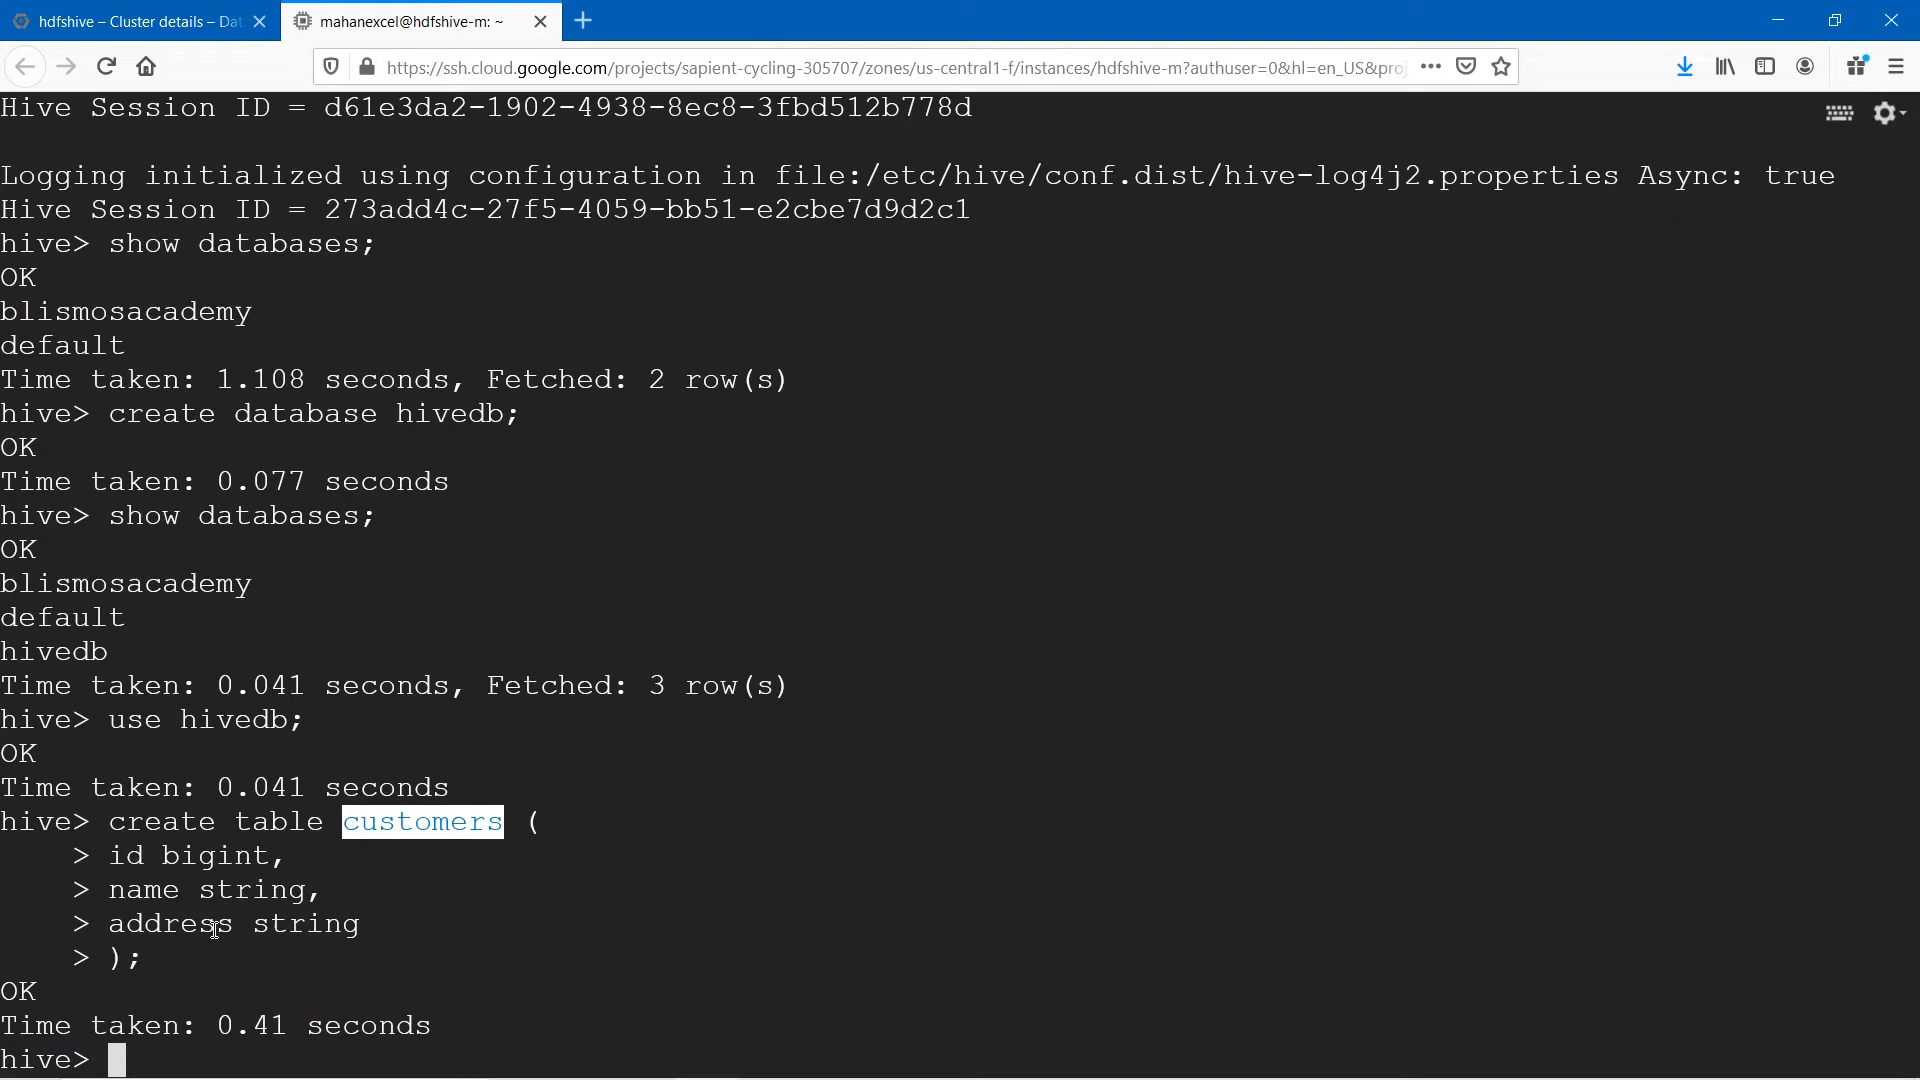 hdfshive – Cluster details – Dat
mahanexcel@hdfshive-m: ~
https://ssh.cloud.google.com/projects/sapient-cycling-305707/zones/us-central1-f/instances/hdfshive-m?authuser=0&hl=en_US&proj
Hive Session ID = d61e3da2-1902-4938-8ec8-3fbd512b778d
Logging initialized using configuration in file:/etc/hive/conf.dist/hive-log4j2.properties Async: true
Hive Session ID = 273add4c-27f5-4059-bb51-e2cbe7d9d2c1
hive> show databases;
OK
blismosacademy
default
Time taken: 1.108 seconds, Fetched: 2 row(s)
hive> create database hivedb;
OK
Time taken: 0.077 seconds
hive> show databases;
OK
blismosacademy
default
hivedb
Time taken: 0.041 seconds, Fetched: 3 row(s)
hive> use hivedb;
OK
Time taken: 0.041 seconds
hive> create table customers (
> id bigint,
> name string,
> address string
> );
OK
Time taken: 0.41 seconds
hive>